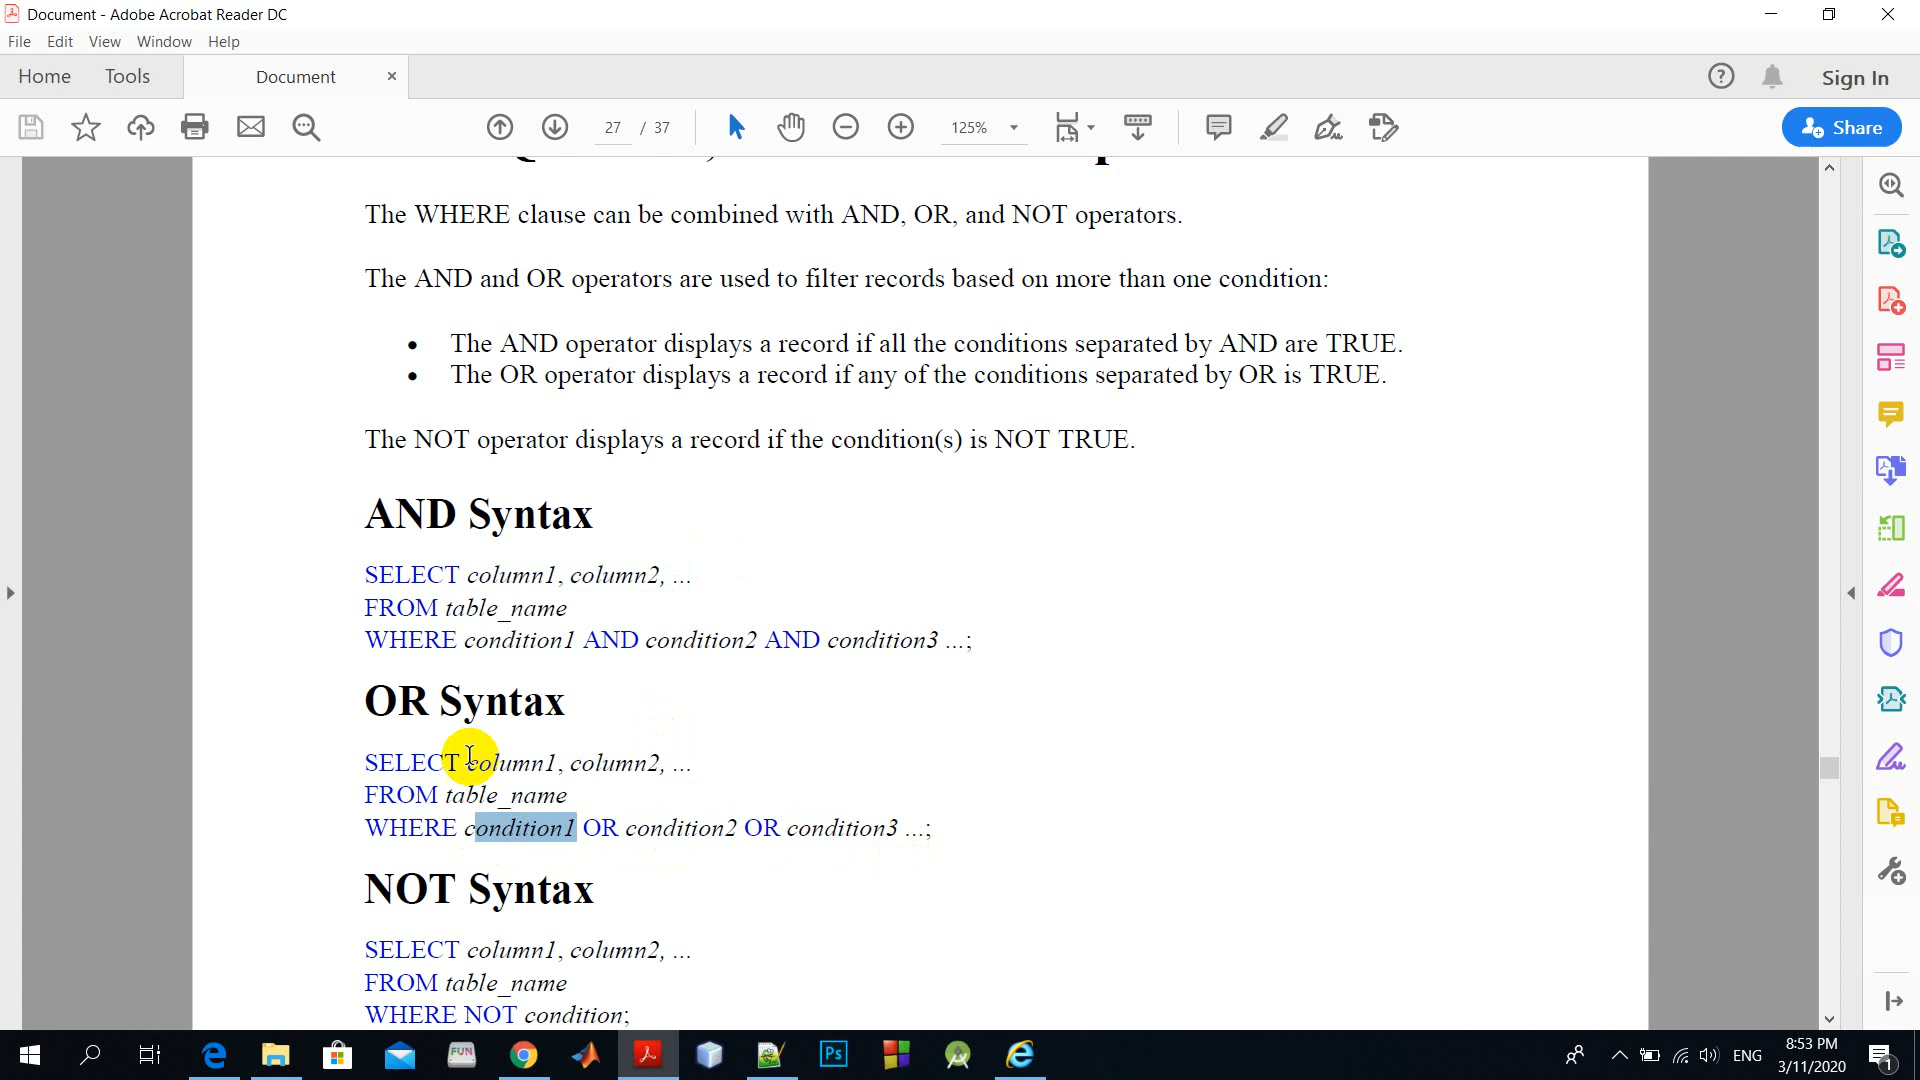 Document - Adobe Acrobat Reader DC
File Edit View Window Help
Home Tools Document Sign In
27 / 37 125% Share
The WHERE clause can be combined with AND, OR, and NOT operators.
The AND and OR operators are used to filter records based on more than one condition:
• The AND operator displays a record if all the conditions separated by AND are TRUE.
• The OR operator displays a record if any of the conditions separated by OR is TRUE.
The NOT operator displays a record if the condition(s) is NOT TRUE.
AND Syntax
SELECT column1, column2, ...
FROM table_name
WHERE condition1 AND condition2 AND condition3 ...;
OR Syntax
SELECT column1, column2, ...
FROM table_name
WHERE condition1 OR condition2 OR condition3 ...;
NOT Syntax
SELECT column1, column2, ...
FROM table_name
WHERE NOT condition;
FUN
Ps
ENG
8:53 PM
3/11/2020
1